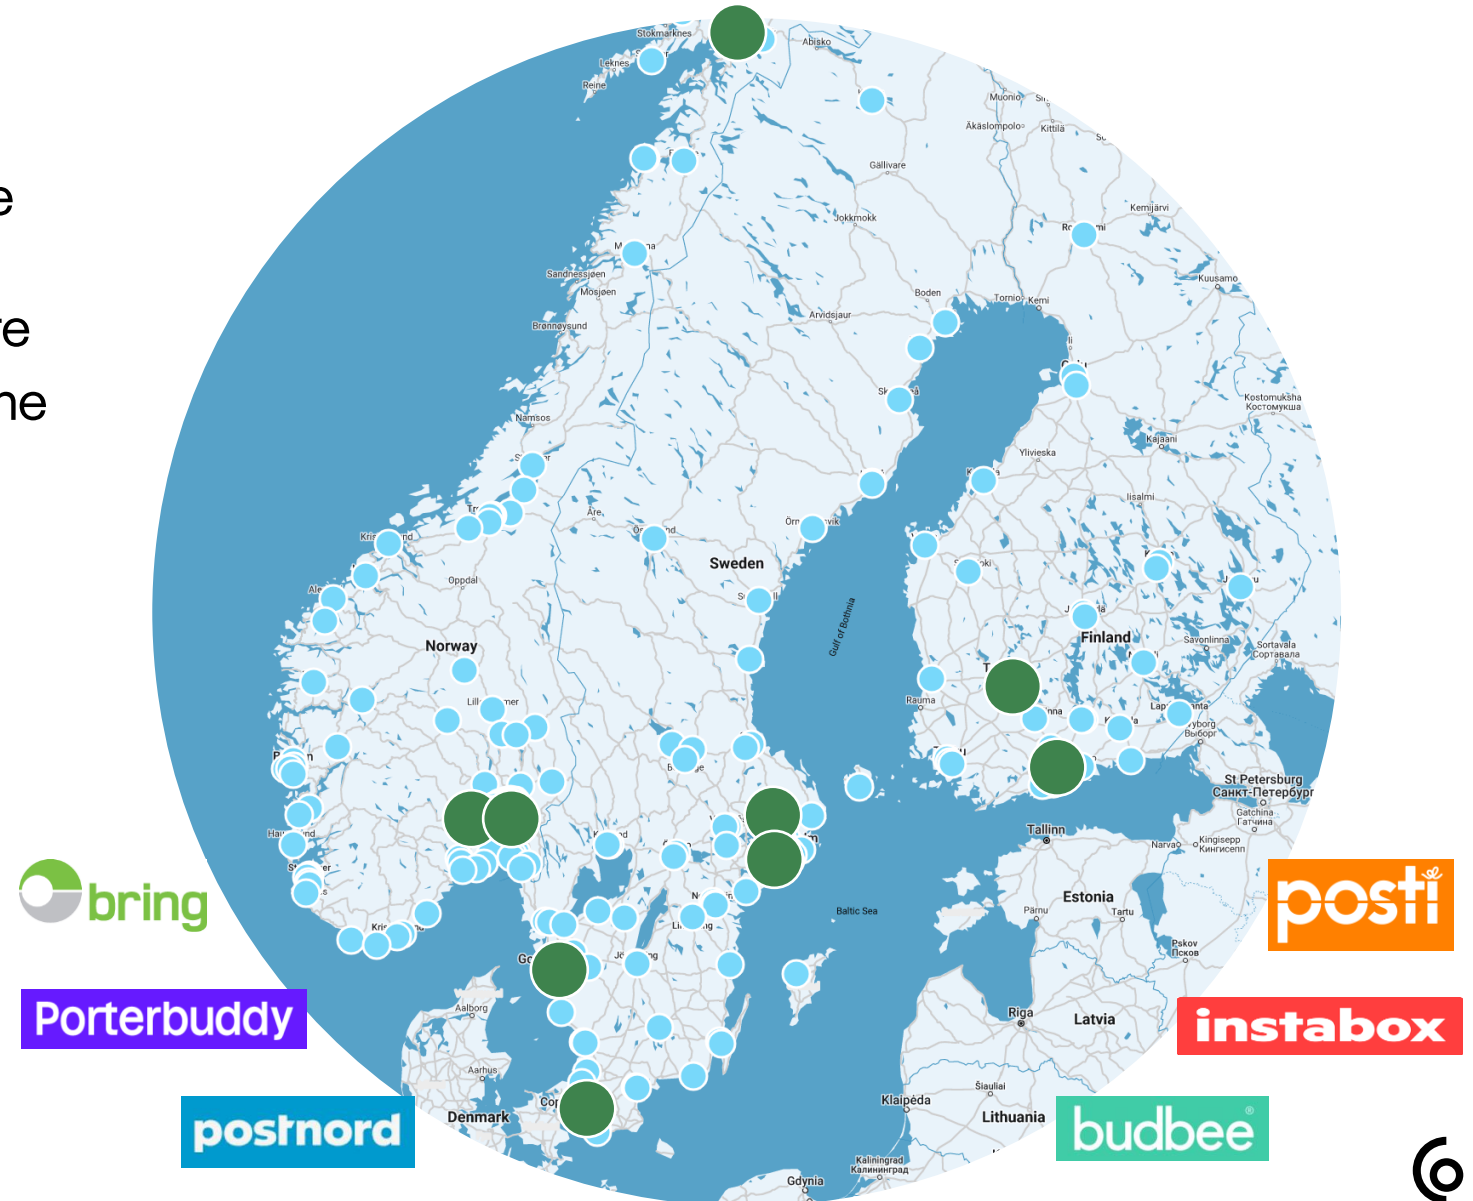 Stokmarknes
Abisko
Leknes
Reine
Muonio
Äkäslompolo
Kittilä
Gällivare
e
Jokkmokk
Kemijärvi
Sandnessjøen
Mosjøen
Kuusamo
Boden
Tornio
Kemi
Arvidsjaur
Brønnøysund
re
ne
Kostomuksha
Костомукша
Namsos
Kajaani
Ylivieska
Iisalmi
Åre
Sweden
Oppdal
Gulf of Bothnia
Norway
Finland
Savonlinna
Sortavala
Сортавала
Rauma
Выборг
St Petersburg
Санкт-Петербург
Gatchina
Гатчина
Tallinn
Narva
Kingisepp
Кингисепп
bring
posti
Estonia
Baltic Sea
Pärnu
Tartu
Pskov
Псков
Porterbuddy
Aalborg
Riga
Latvia
instabox
Aarhus
Šiauliai
Klaipėda
postnord
Denmark
Lithuania
budbee®
Kaliningrad
Калининград
Gdynia